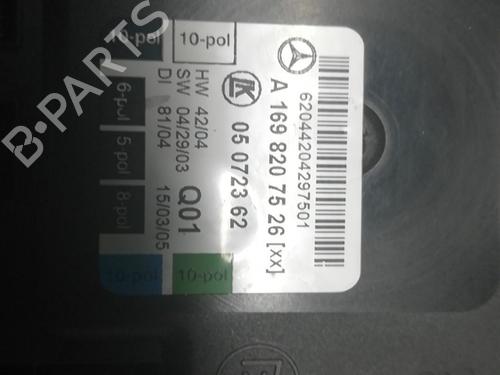 62044204297501
A 169 820 75 26 [xx]
05 0723 62
HW 42/04
SW 04/29/03 Q01
DI 81/04 15/03/05
10-pol 10-pol
6-pol 5 pol 8-pol
10-pol 10-pol
B-PARTS